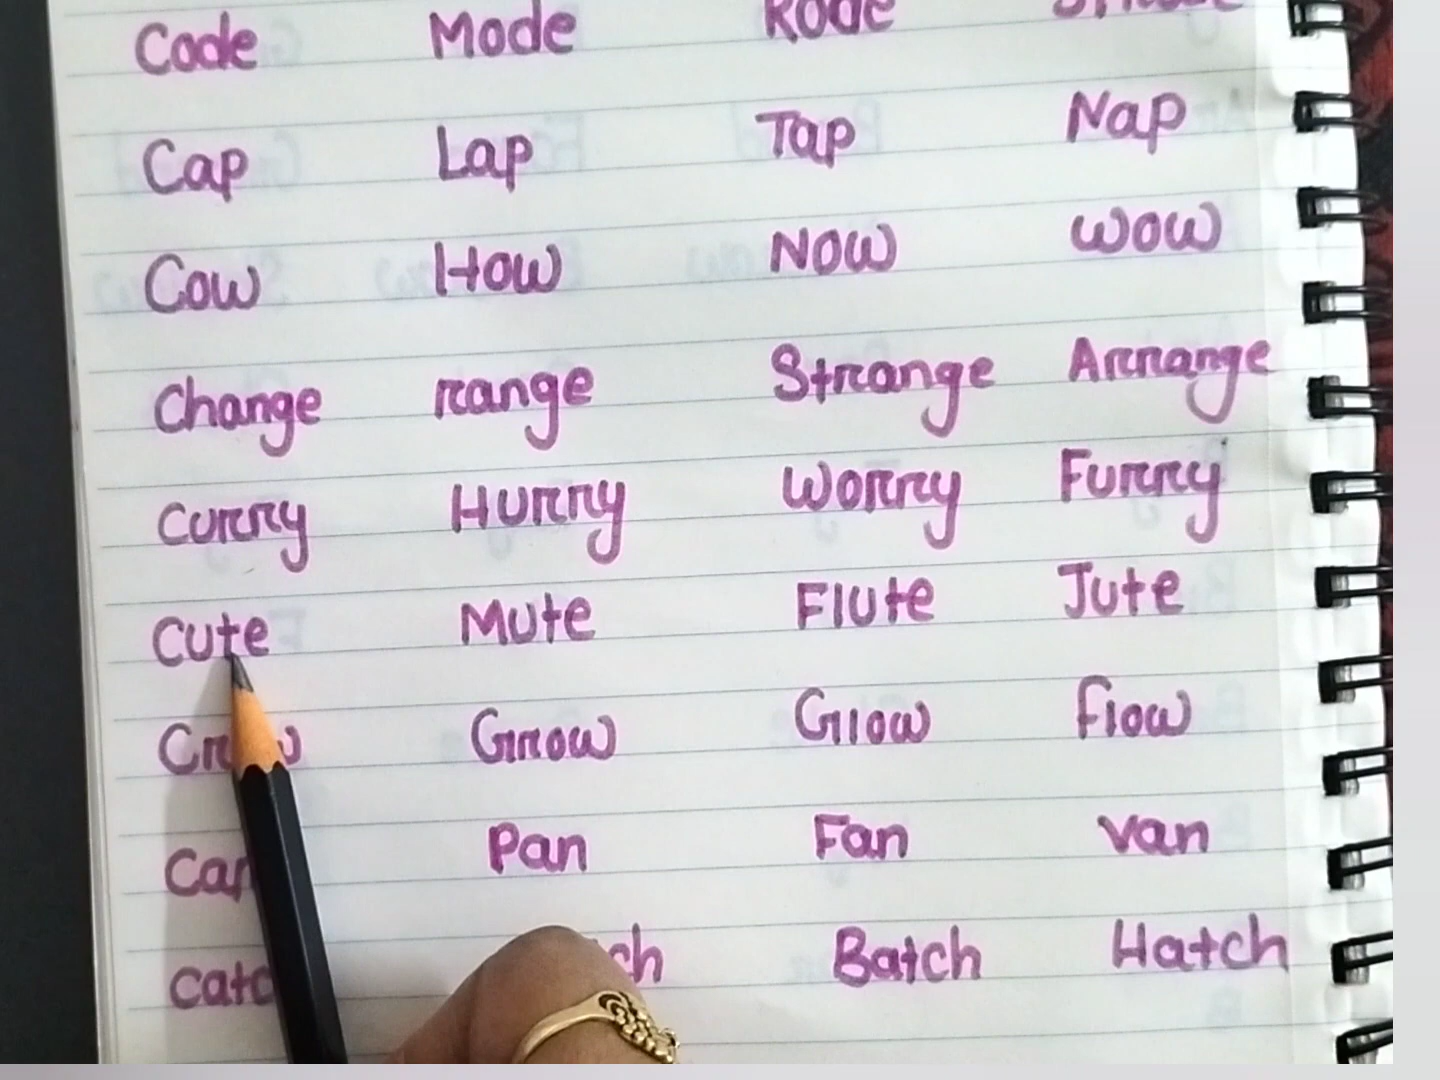 Code Mode Rode
Cap Lap Tap Nap
Cow How Now Wow
Change range Strange Arrange
Curry Hurry Worry Furry
Cute Mute Flute Jute
Grow Glow Flow
Pan Fan Van
Batch Hatch